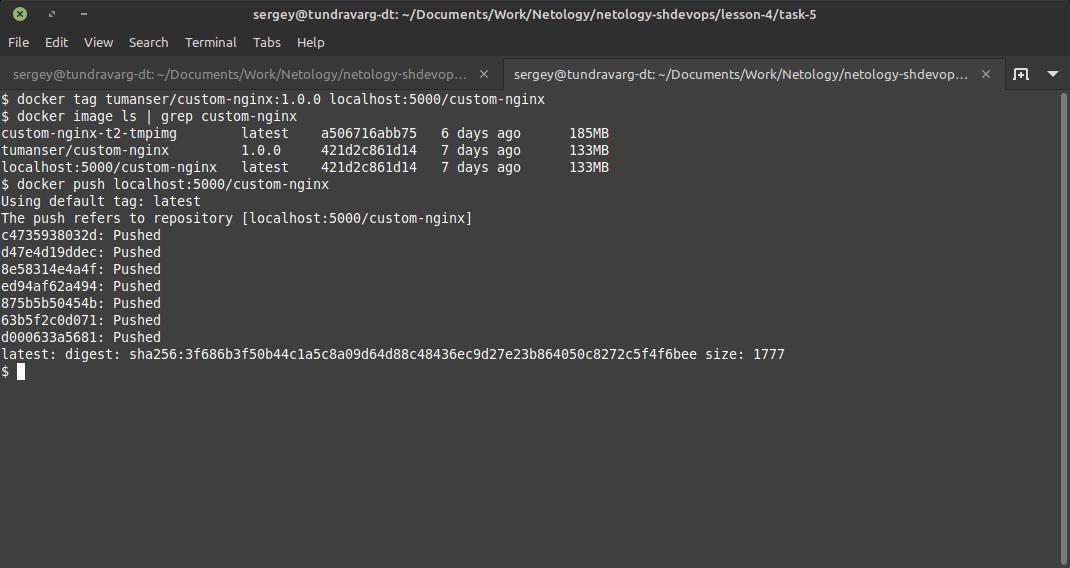 sergey@tundravarg-dt: ~/Documents/Work/Netology/netology-shdevops/lesson-4/task-5
File Edit View Search Terminal Tabs Help
sergey@tundravarg-dt: ~/Documents/Work/Netology/netology-shdevop... × sergey@tundravarg-dt: ~/Documents/Work/Netology/netology-shdevop... ×
$ docker tag tumanser/custom-nginx:1.0.0 localhost:5000/custom-nginx
$ docker image ls | grep custom-nginx
custom-nginx-t2-tmpimg         latest    a506716abb75   6 days ago      185MB
tumanser/custom-nginx         1.0.0     421d2c861d14   7 days ago      133MB
localhost:5000/custom-nginx   latest    421d2c861d14   7 days ago      133MB
$ docker push localhost:5000/custom-nginx
Using default tag: latest
The push refers to repository [localhost:5000/custom-nginx]
c4735938032d: Pushed
d47e4d19ddec: Pushed
8e58314e4a4f: Pushed
ed94af62a494: Pushed
875b5b50454b: Pushed
63b5f2c0d071: Pushed
d000633a5681: Pushed
latest: digest: sha256:3f686b3f50b44c1a5c8a09d64d88c48436ec9d27e23b864050c8272c5f4f6bee size: 1777
$